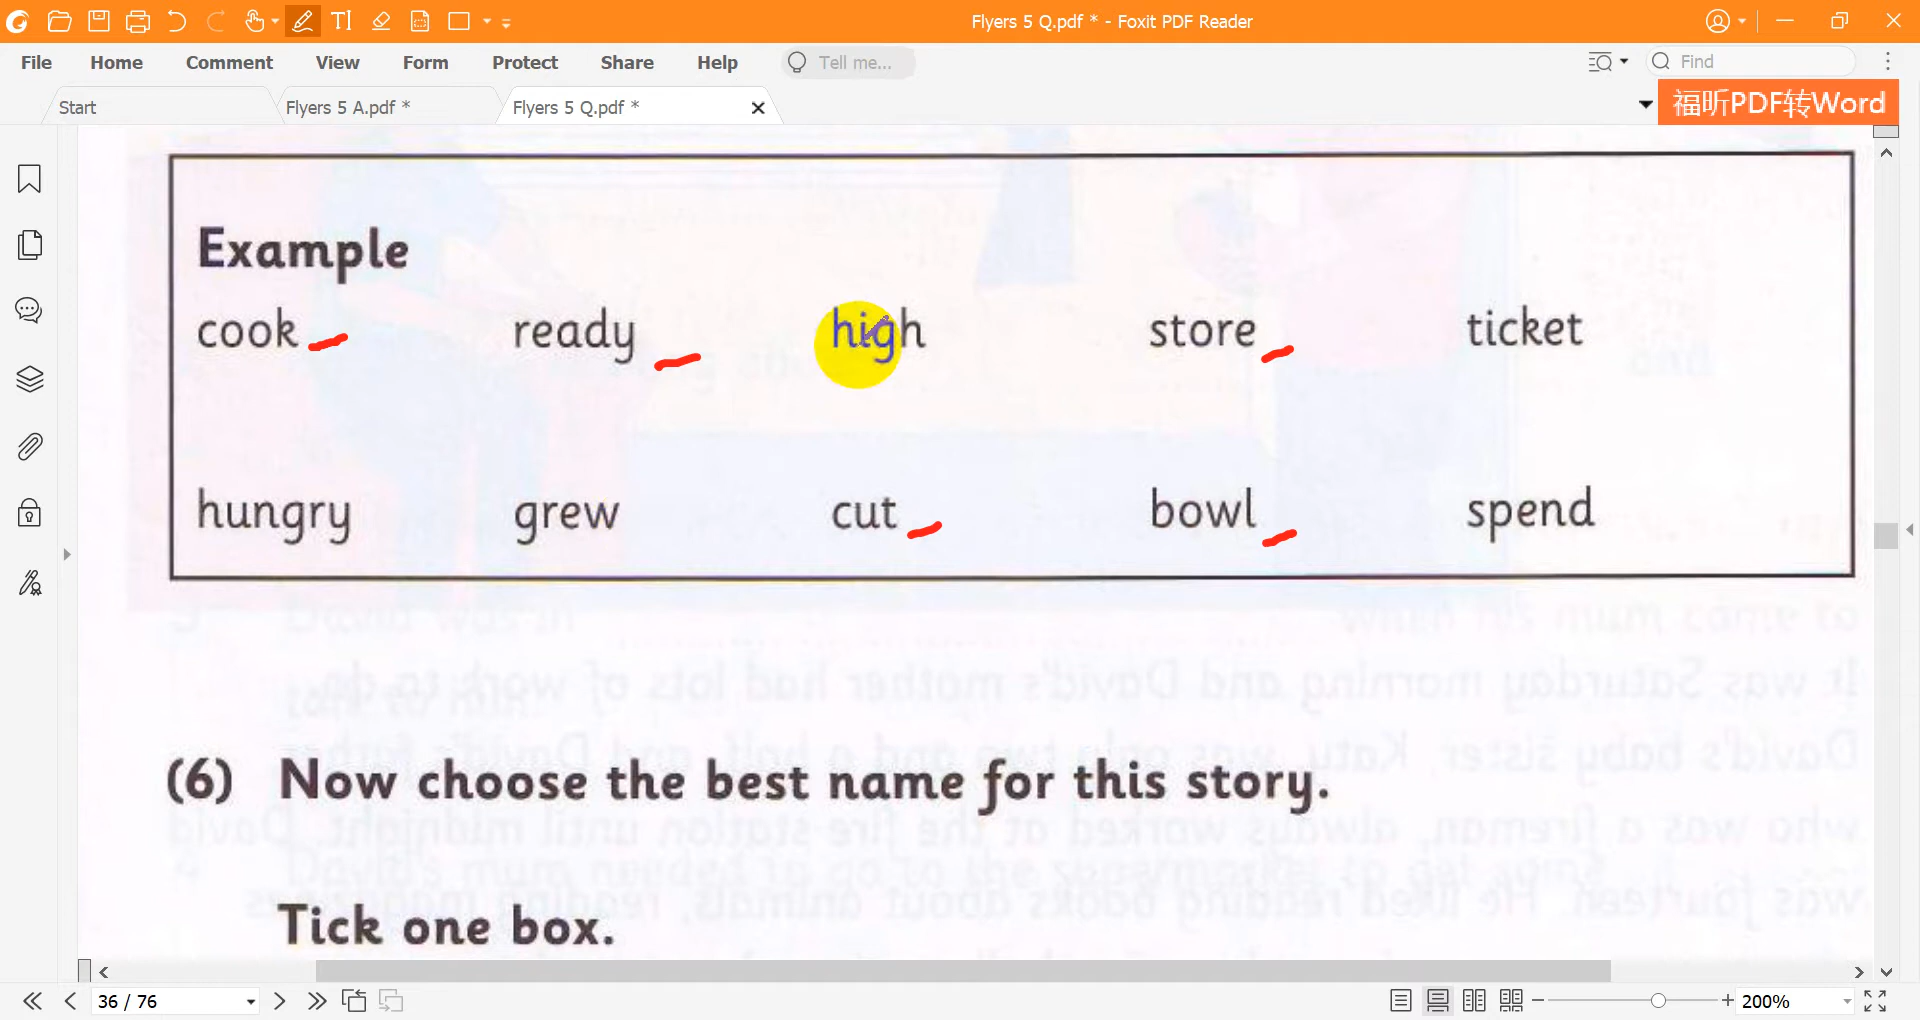 Flyers 5 Q.pdf * - Foxit PDF Reader
File Home Comment View Form Protect Share Help Tell me... Find
Start Flyers 5 A.pdf * Flyers 5 Q.pdf * 福昕PDF转Word
Example
cook ready high store ticket
hungry grew cut bowl spend
(6) Now choose the best name for this story.
Tick one box.
36 / 76 200%